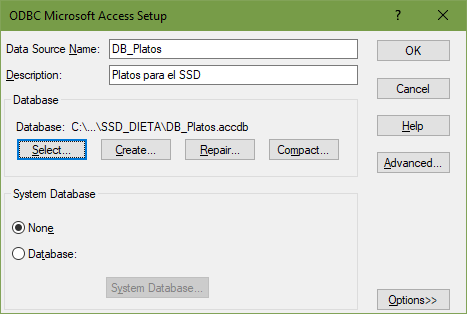 ODBC Microsoft Access Setup
Data Source Name: DB_Platos
OK
Description: Platos para el SSD
Cancel
Database
Database: C:\...\SSD_DIETA\DB_Platos.accdb
Help
Select... Create... Repair... Compact...
Advanced...
System Database
None
Database:
System Database...
Options>>